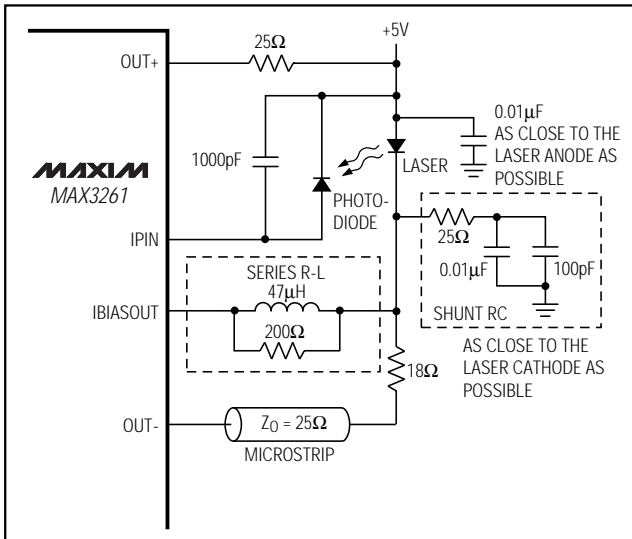 +5V
25Ω
OUT+
0.01μF
AS CLOSE TO THE
LASER ANODE AS
POSSIBLE
1000pF
LASER
MAXIM
MAX3261
PHOTO-
DIODE
IPIN
25Ω
0.01μF
100pF
SHUNT RC
SERIES R-L
47μH
IBIASOUT
200Ω
AS CLOSE TO THE
LASER CATHODE AS
POSSIBLE
18Ω
OUT-
Z0 = 25Ω
MICROSTRIP